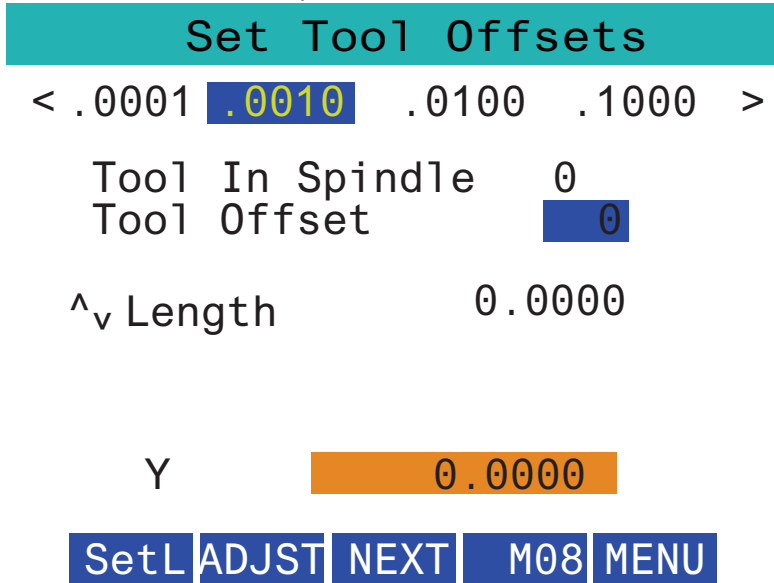 Set Tool Offsets
< .0001 .0010 .0100 .1000 >
Tool In Spindle 0
Tool Offset 0
^v Length 0.0000
Y 0.0000
SetL ADJST NEXT M08 MENU